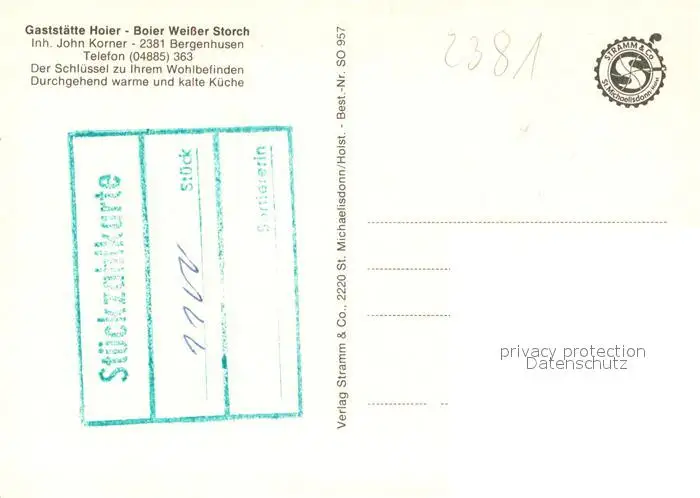 Gaststätte Hoier - Boier Weißer Storch
Inh. John Korner - 2381 Bergenhusen
Telefon (04885) 363
Der Schlüssel zu Ihrem Wohlbefinden
Durchgehend warme und kalte Küche
Stückzahlkarte
Stück
Sortiererin
Verlag Stramm & Co., 2220 St. Michaelisdonn/Holst. - Best.-Nr. SO 957
2381
STRAMM & Co
St. Michaelisdonn
privacy protection
Datenschutz